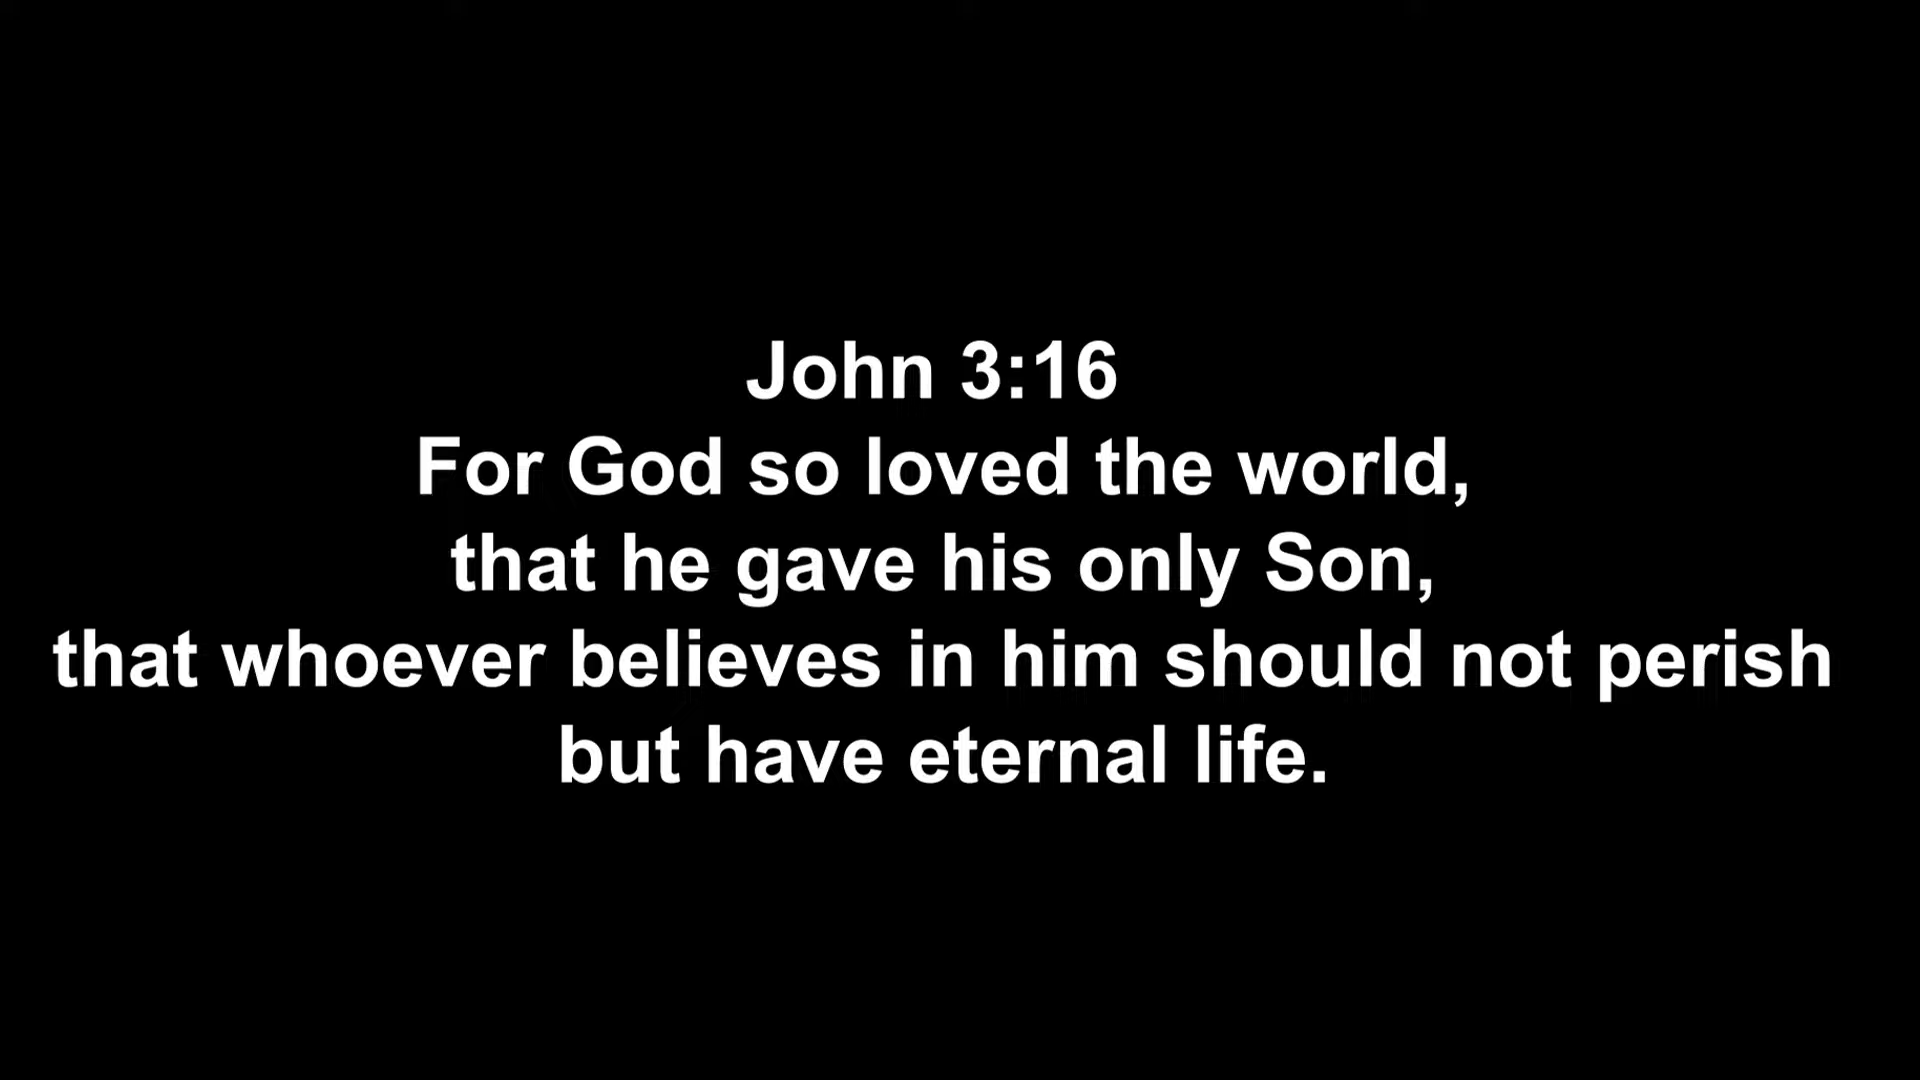 John 3:16
For God so loved the world,
that he gave his only Son,
that whoever believes in him should not perish
but have eternal life.